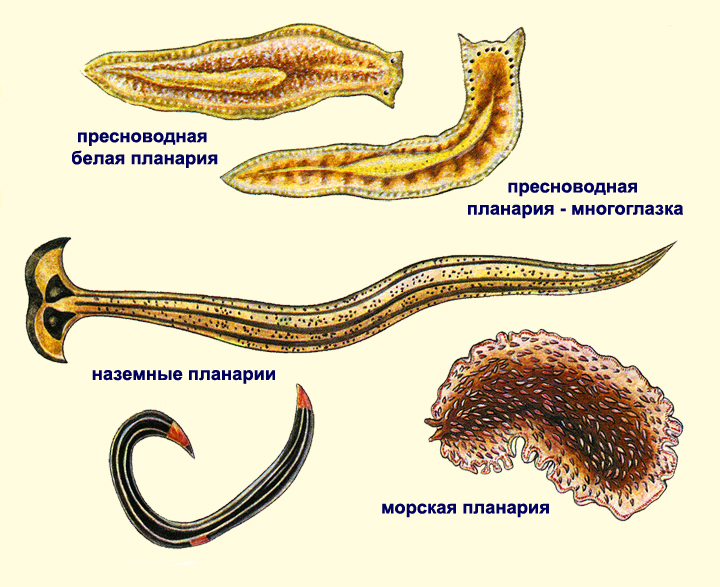 пресноводная
белая планария
пресноводная
планария - многоглазка
наземные планарии
морская планария